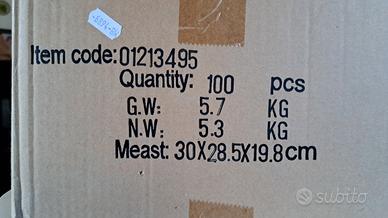 Item code: 01213495
Quantity: 100 pcs
G.W: 5.7 KG
N.W: 5.3 KG
Meast: 30X28.5X19.8cm
subito